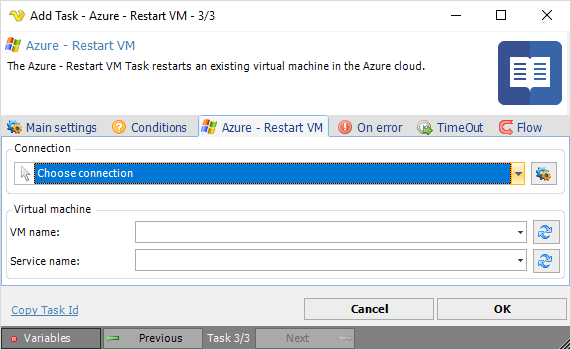 Add Task - Azure - Restart VM - 3/3
Azure - Restart VM
The Azure - Restart VM Task restarts an existing virtual machine in the Azure cloud.
Main settings Conditions Azure - Restart VM On error TimeOut Flow
Connection
Choose connection
Virtual machine
VM name:
Service name:
Copy Task Id Cancel OK
Variables Previous Task 3/3 Next